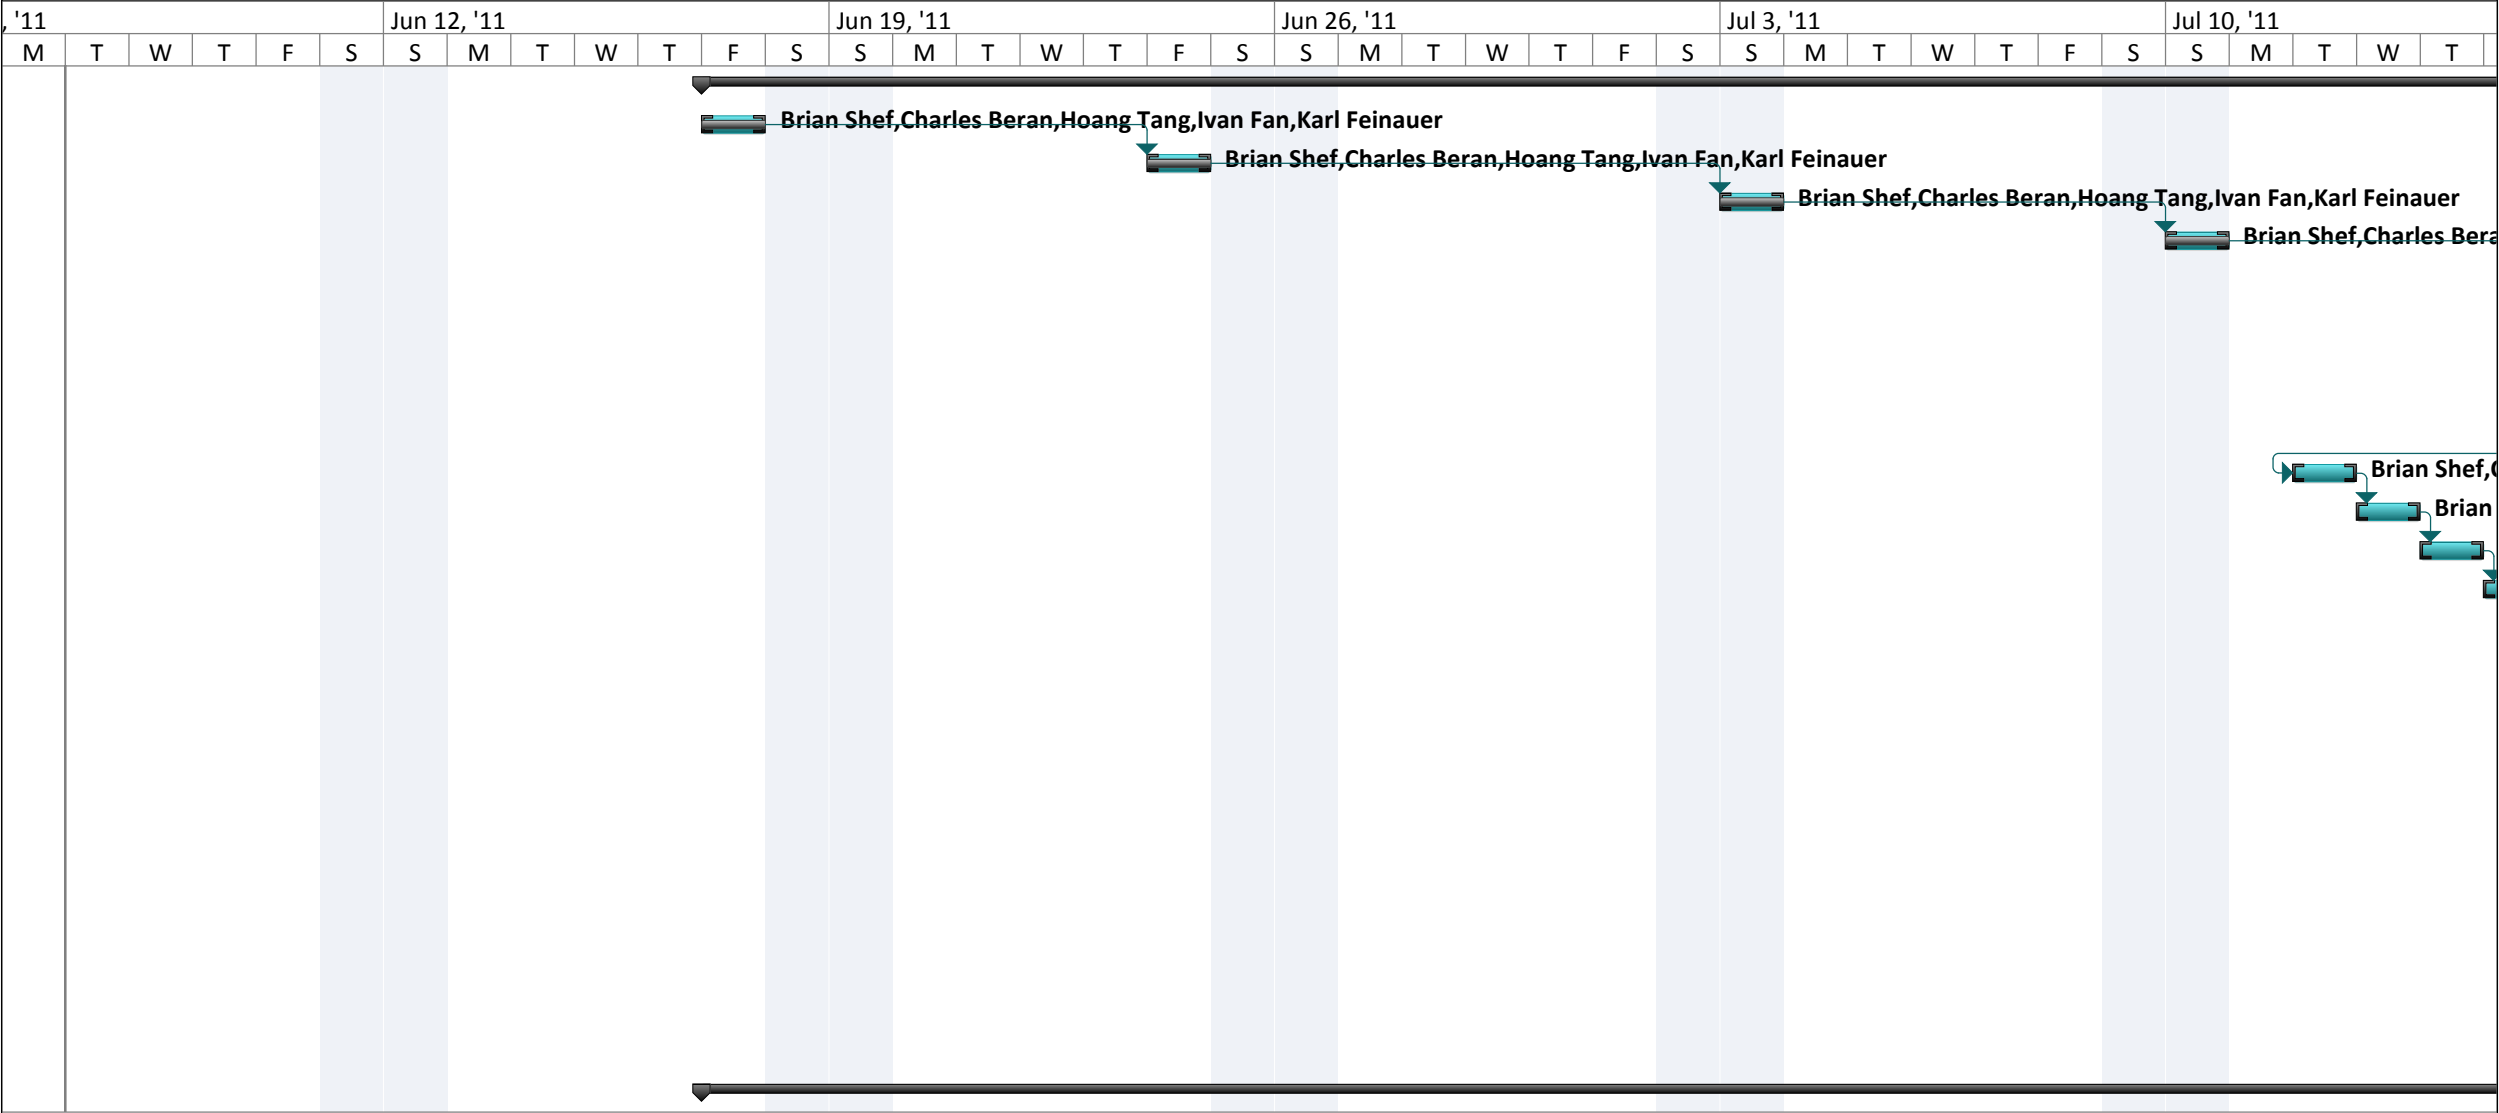 , '11 Jun 12, '11 Jun 19, '11 Jun 26, '11 Jul 3, '11 Jul 10, '11
M T W T F S S M T W T F S S M T W T F S S M T W T F S S M T W T F S S M T W T
Brian Shef,Charles Beran,Hoang Tang,Ivan Fan,Karl Feinauer
Brian Shef,Charles Beran,Hoang Tang,Ivan Fan,Karl Feinauer
Brian Shef,Charles Beran,Hoang Tang,Ivan Fan,Karl Feinauer
Brian Shef,Charles Bera
Brian Shef,
Brian